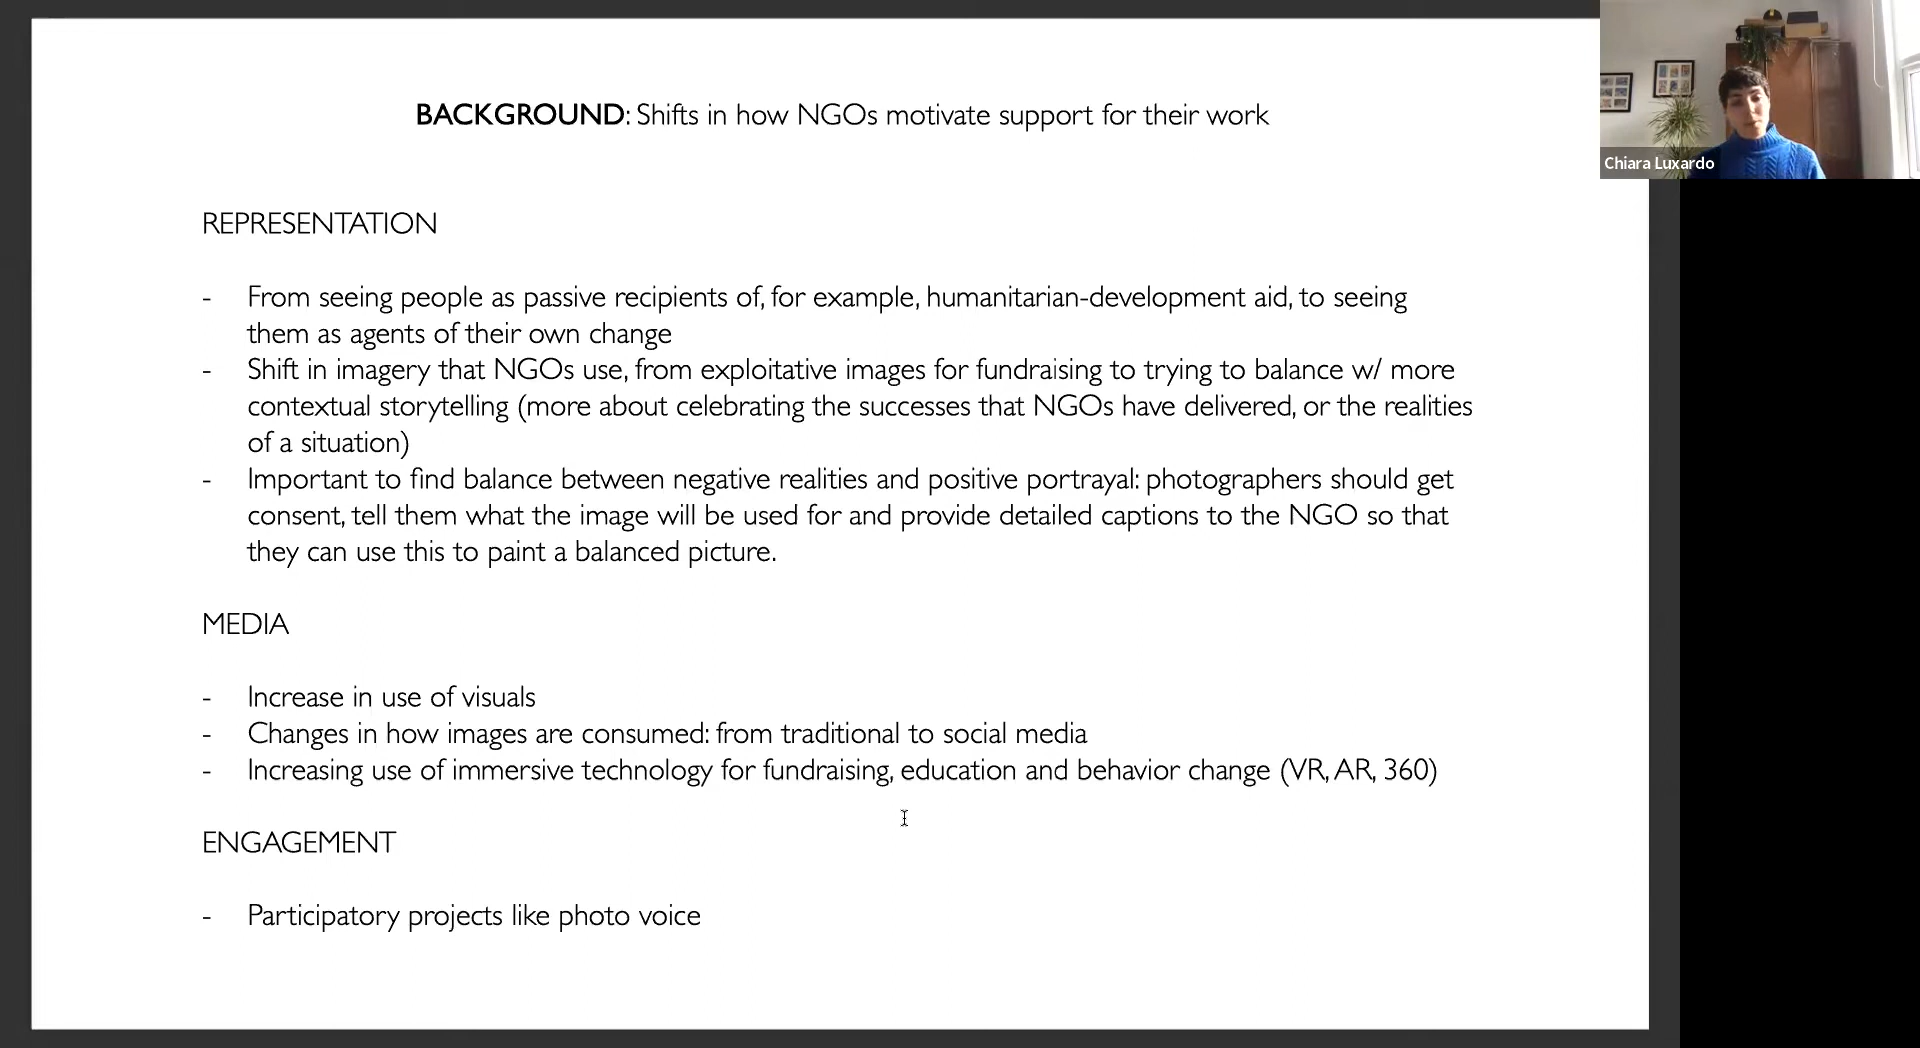 BACKGROUND: Shifts in how NGOs motivate support for their work
Chiara Luxardo
REPRESENTATION
- From seeing people as passive recipients of, for example, humanitarian-development aid, to seeing
them as agents of their own change
- Shift in imagery that NGOs use, from exploitative images for fundraising to trying to balance w/ more
contextual storytelling (more about celebrating the successes that NGOs have delivered, or the realities
of a situation)
- Important to find balance between negative realities and positive portrayal: photographers should get
consent, tell them what the image will be used for and provide detailed captions to the NGO so that
they can use this to paint a balanced picture.
MEDIA
- Increase in use of visuals
- Changes in how images are consumed: from traditional to social media
- Increasing use of immersive technology for fundraising, education and behavior change (VR, AR, 360)
ENGAGEMENT
- Participatory projects like photo voice